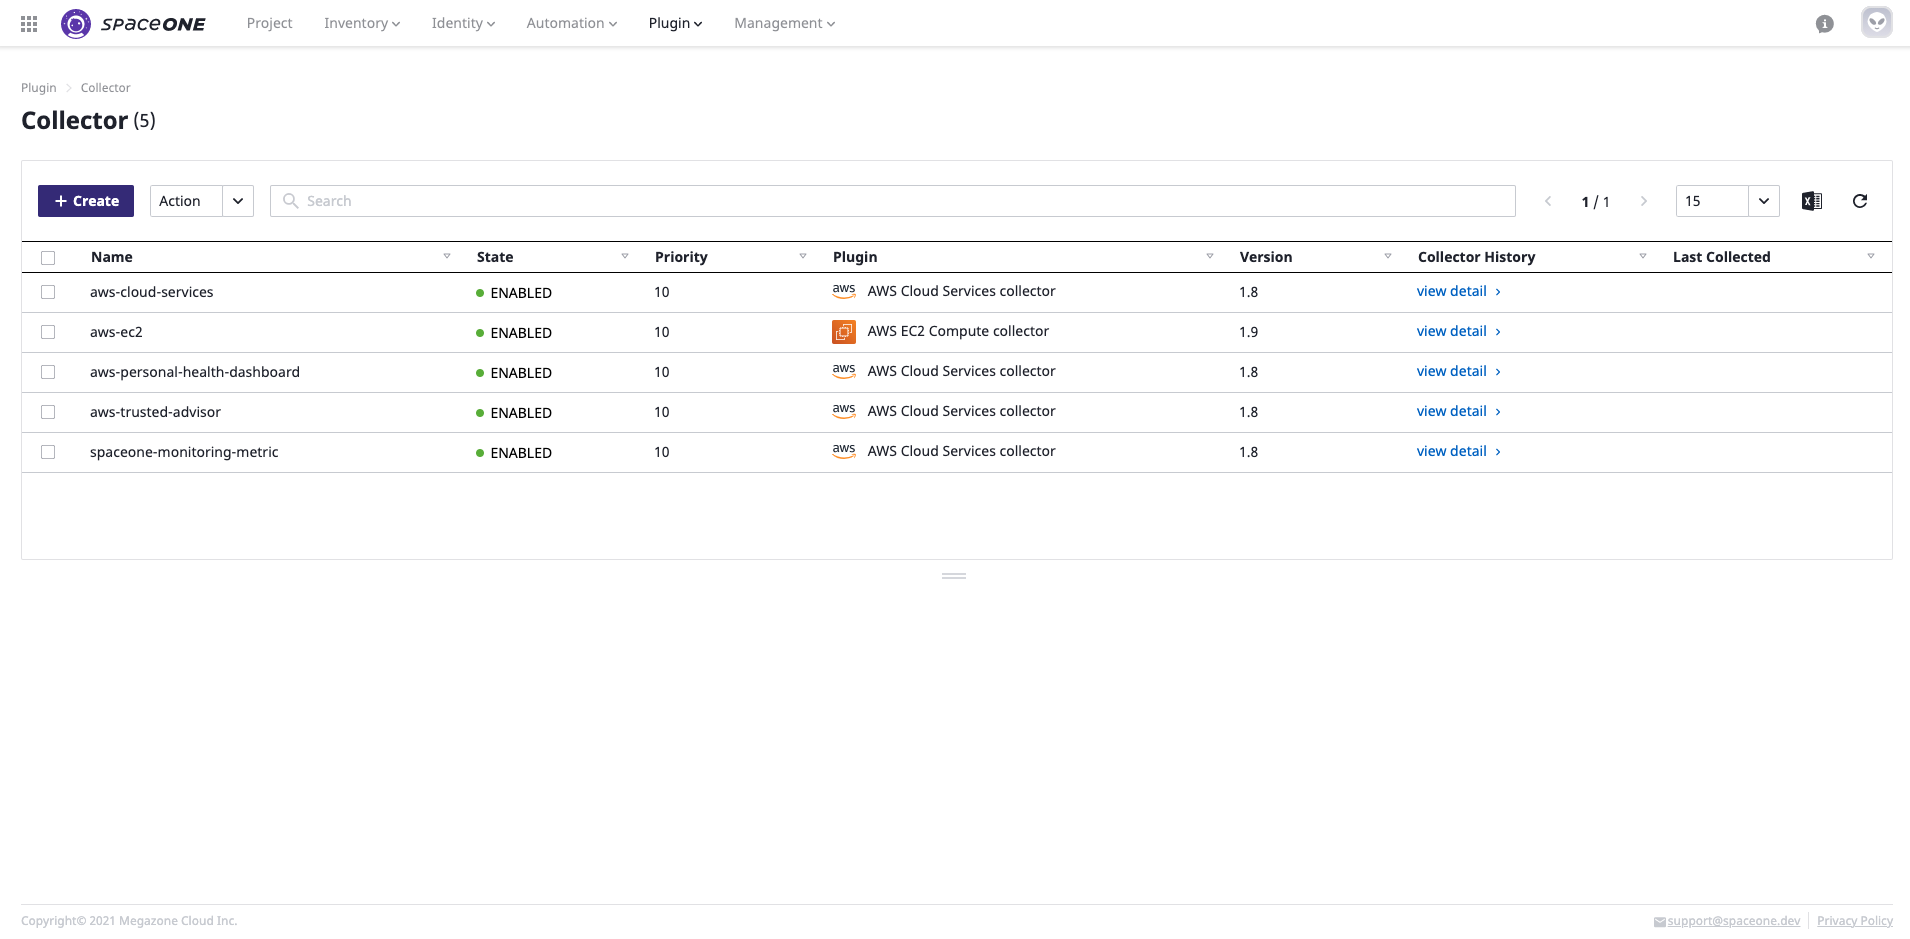 SPACEONE Project Inventory Identity Automation Plugin Management
Plugin Collector
Collector (5)
+ Create Action Search 1 / 1 15
Name State Priority Plugin Version Collector History Last Collected
aws-cloud-services ENABLED 10 aws AWS Cloud Services collector 1.8 view detail
aws-ec2 ENABLED 10 AWS EC2 Compute collector 1.9 view detail
aws-personal-health-dashboard ENABLED 10 aws AWS Cloud Services collector 1.8 view detail
aws-trusted-advisor ENABLED 10 aws AWS Cloud Services collector 1.8 view detail
spaceone-monitoring-metric ENABLED 10 aws AWS Cloud Services collector 1.8 view detail
Copyright© 2021 Megazone Cloud Inc. support@spaceone.dev Privacy Policy